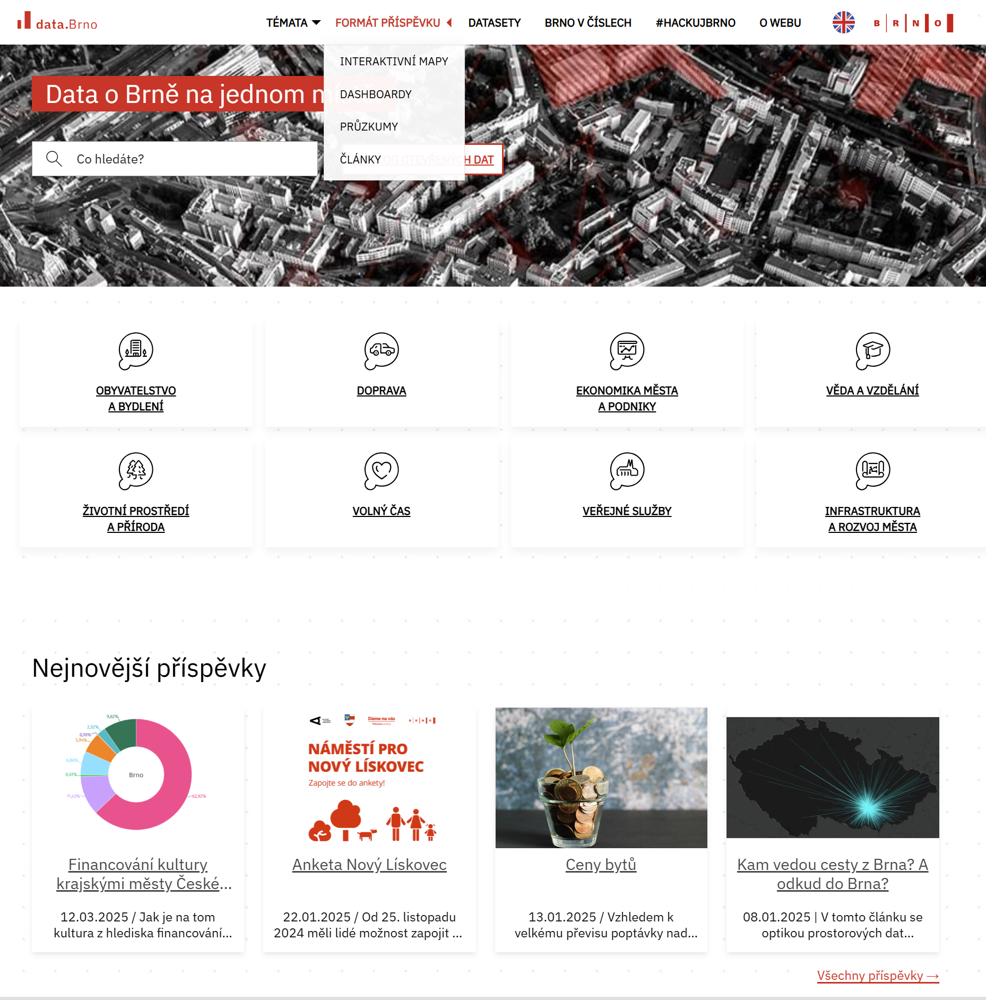 data.Brno
TÉMATA
FORMÁT PŘÍSPĚVKU
DATASETY
BRNO V ČÍSLECH
#HACKUJBRNO
O WEBU
B R N O
INTERAKTIVNÍ MAPY
DASHBOARDY
PRŮZKUMY
ČLÁNKY
Data o Brně na jednom
Co hledáte?
OTEVŘENÝCH DAT
OBYVATELSTVO
A BYDLENÍ
DOPRAVA
EKONOMIKA MĚSTA
A PODNIKY
VĚDA A VZDĚLÁNÍ
ŽIVOTNÍ PROSTŘEDÍ
A PŘÍRODA
VOLNÝ ČAS
VEŘEJNÉ SLUŽBY
INFRASTRUKTURA
A ROZVOJ MĚSTA
Nejnovější příspěvky
9,62%
2,52%
0,10%
5,94%
6,86%
0,61%
11,43%
62,92%
Brno
Dáme na vás
Městské ankety
B R N O
NÁMĚSTÍ PRO
NOVÝ LÍSKOVEC
Zapojte se do ankety!
Financování kultury
krajskými městy České...
12.03.2025 / Jak je na tom
kultura z hlediska financování...
Anketa Nový Lískovec
22.01.2025 / Od 25. listopadu
2024 měli lidé možnost zapojit ...
Ceny bytů
13.01.2025 / Vzhledem k
velkému převisu poptávky nad...
Kam vedou cesty z Brna? A
odkud do Brna?
08.01.2025 | V tomto článku se
optikou prostorových dat...
Všechny příspěvky →